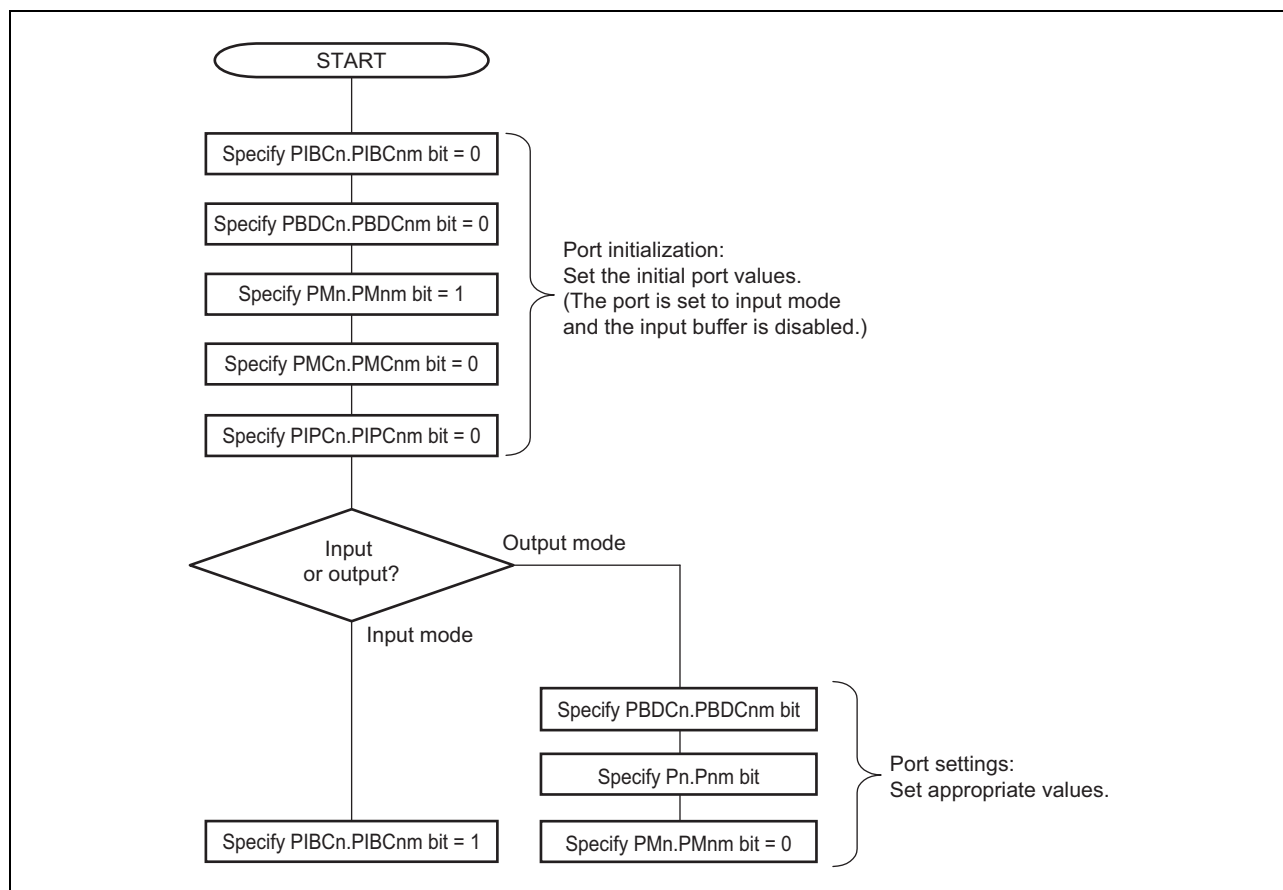 START
Specify PIBCn.PIBCnm bit = 0
Specify PBDCn.PBDCnm bit = 0
Specify PMn.PMnm bit = 1
Specify PMCn.PMCnm bit = 0
Specify PIPCn.PIPCnm bit = 0
Port initialization:
Set the initial port values.
(The port is set to input mode
and the input buffer is disabled.)
Input
or output?
Output mode
Input mode
Specify PBDCn.PBDCnm bit
Specify Pn.Pnm bit
Specify PMn.PMnm bit = 0
Port settings:
Set appropriate values.
Specify PIBCn.PIBCnm bit = 1